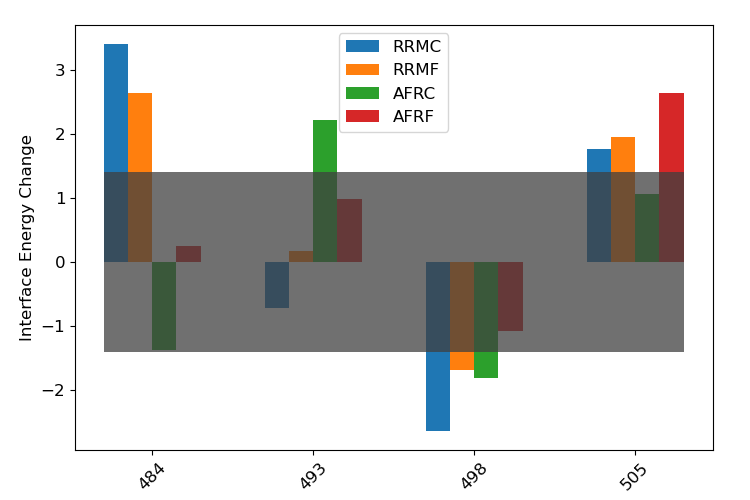 RRMC
RRMF
AFRC
AFRF
Interface Energy Change
3
2
1
0
−1
−2
484
493
498
505